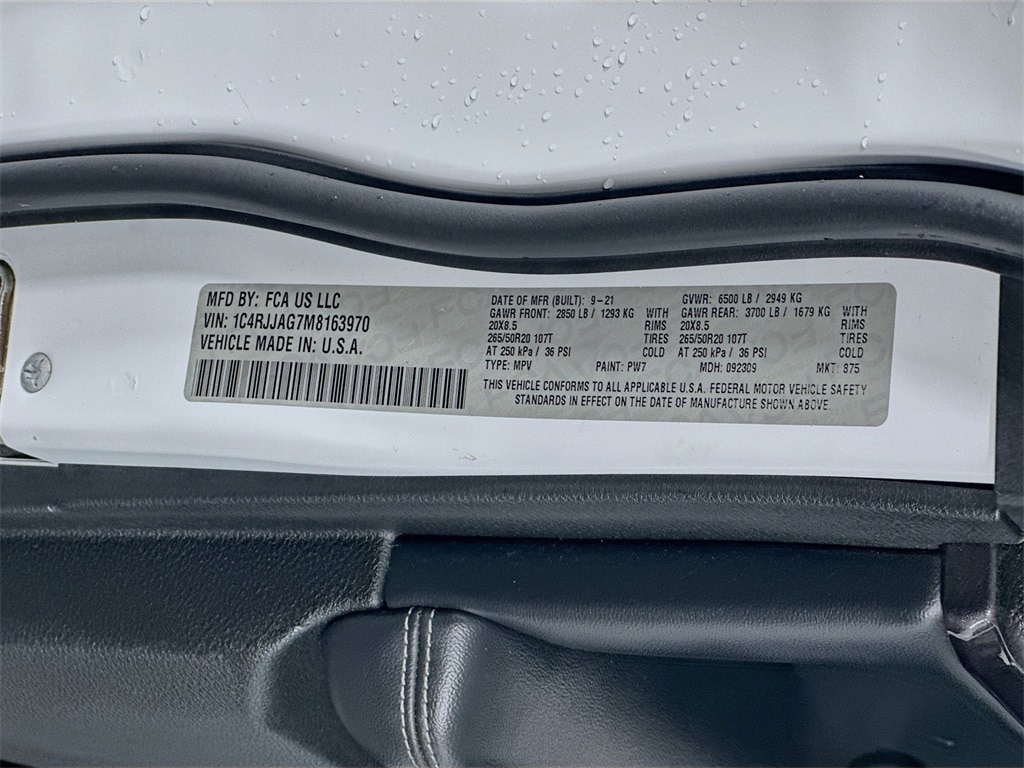 MFD BY: FCA US LLC
VIN: 1C4RJJAG7M8163970
VEHICLE MADE IN: U.S.A.
DATE OF MFR (BUILT): 9-21 GVWR: 6500 LB / 2949 KG
GAWR FRONT: 2850 LB / 1293 KG WITH GAWR REAR: 3700 LB / 1679 KG WITH
20X8.5 RIMS 20X8.5 RIMS
265/50R20 107T TIRES 265/50R20 107T TIRES
AT 250 kPa / 36 PSI COLD AT 250 kPa / 36 PSI COLD
TYPE: MPV PAINT: PW7 MDH: 092309 MKT: 875
THIS VEHICLE CONFORMS TO ALL APPLICABLE U.S.A. FEDERAL MOTOR VEHICLE SAFETY
STANDARDS IN EFFECT ON THE DATE OF MANUFACTURE SHOWN ABOVE.